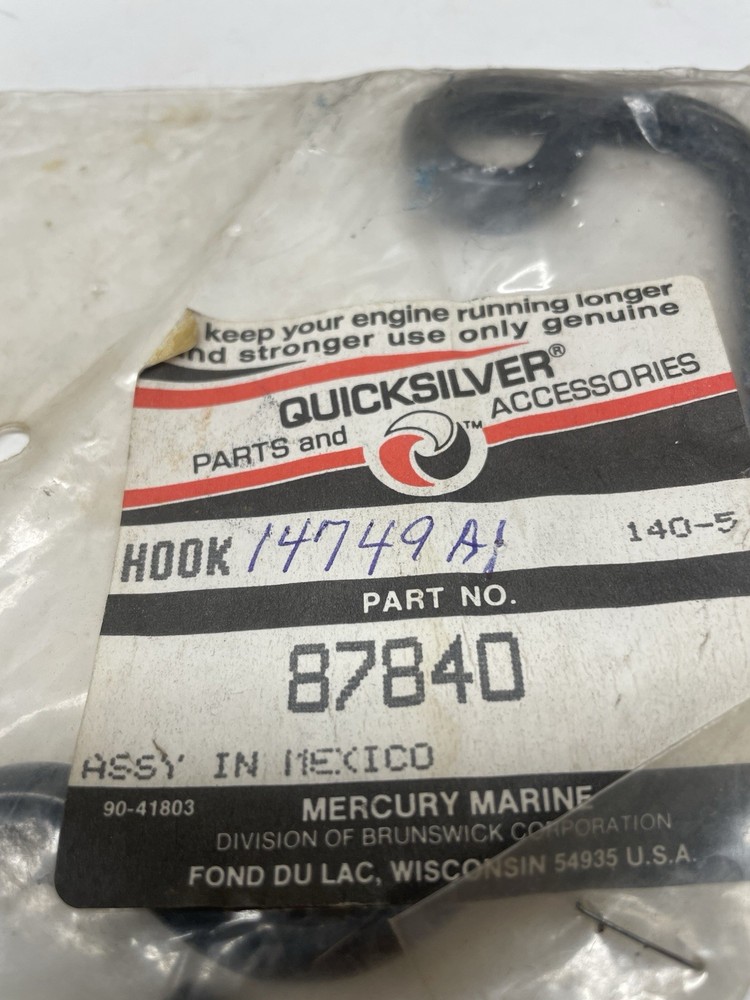 keep your engine running longer
nd stronger use only genuine
QUICKSILVER®
PARTS and ACCESSORIES
TM
HOOK 14749A1 140-5
PART NO.
87840
ASSY IN MEXICO
90-41803 MERCURY MARINE
DIVISION OF BRUNSWICK CORPORATION
FOND DU LAC, WISCONSIN 54935 U.S.A.